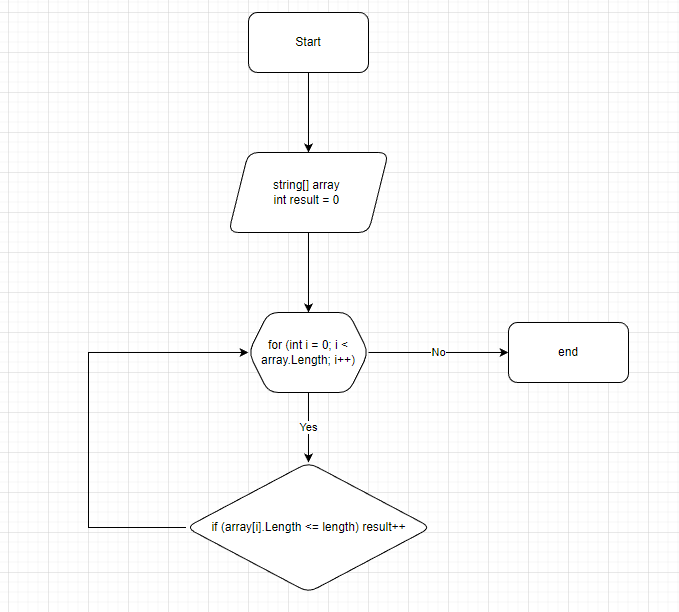 Start
string[] array
int result = 0
for (int i = 0; i <
array.Length; i++)
No
end
Yes
if (array[i].Length <= length) result++